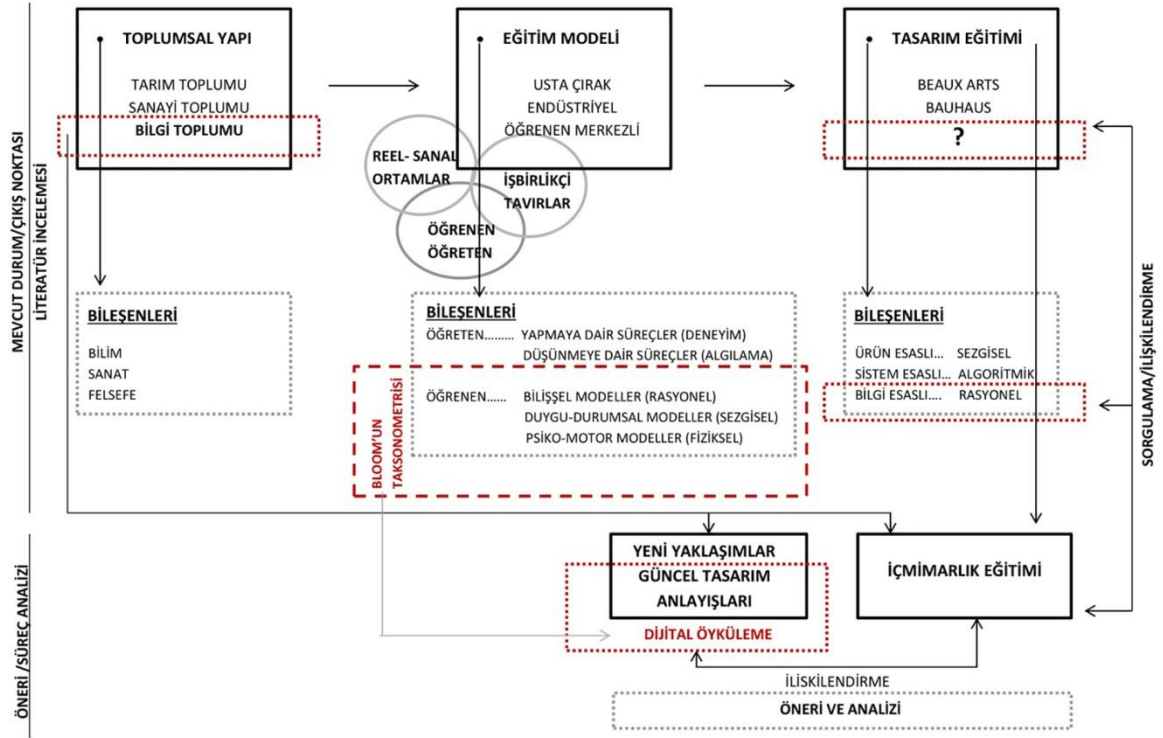 MEVCUT DURUM/ÇIKIŞ NOKTASI
LİTERATÜR İNCELEMESİ
TOPLUMSAL YAPI
TARIM TOPLUMU
SANAYİ TOPLUMU
BİLGİ TOPLUMU
EĞİTİM MODELİ
USTA ÇIRAK
ENDÜSTRİYEL
ÖĞRENEN MERKEZLİ
TASARIM EĞİTİMİ
BEAUX ARTS
BAUHAUS
?
REEL- SANAL
ORTAMLAR
İŞBİRLİKÇİ
TAVIRLAR
ÖĞRENEN
ÖĞRETEN
BİLEŞENLERİ
BİLİM
SANAT
FELSEFE
BİLEŞENLERİ
ÖĞRETEN......... YAPMAYA DAİR SÜREÇLER (DENEYİM)
DÜŞÜNMEYE DAİR SÜREÇLER (ALGILAMA)
ÖĞRENEN...... BİLİŞSEL MODELLER (RASYONEL)
DUYGU-DURUMSAL MODELLER (SEZGİSEL)
PSİKO-MOTOR MODELLER (FİZİKSEL)
BLOOM'UN
TAKSONOMETRİSİ
BİLEŞENLERİ
ÜRÜN ESASLI... SEZGİSEL
SİSTEM ESASLI... ALGORİTMİK
BİLGİ ESASLI.... RASYONEL
SORGULAMA/İLİŞKİLENDİRME
ÖNERİ /SÜREÇ ANALİZİ
YENİ YAKLAŞIMLAR
GÜNCEL TASARIM
ANLAYIŞLARI
DİJİTAL ÖYKÜLEME
İÇMİMARLIK EĞİTİMİ
İLİSKİLENDİRME
ÖNERİ VE ANALİZİ